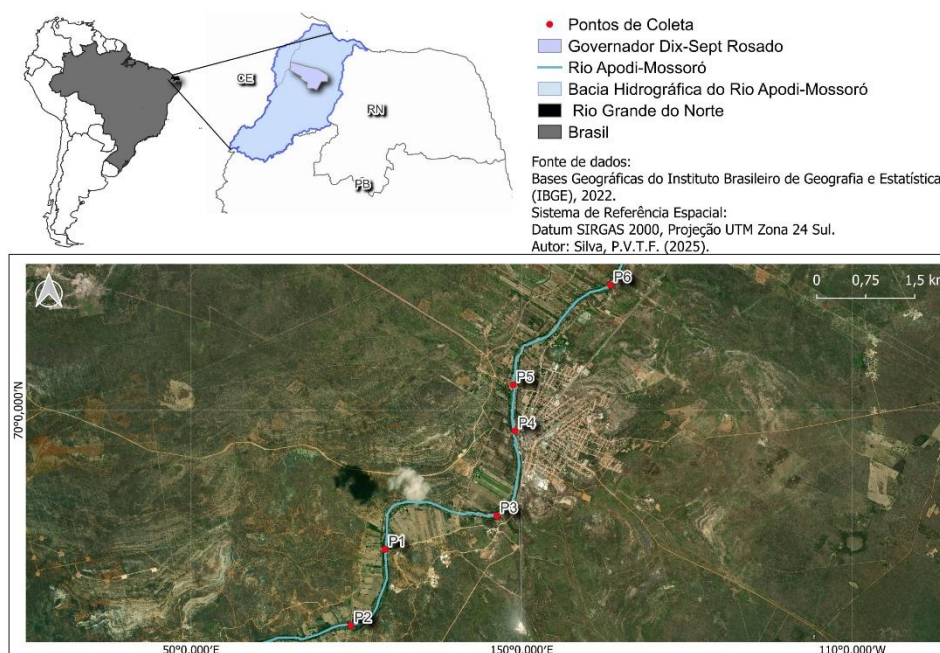 Pontos de Coleta
Governador Dix-Sept Rosado
Rio Apodi-Mossoró
Bacia Hidrográfica do Rio Apodi-Mossoró
Rio Grande do Norte
Brasil
Fonte de dados:
Bases Geográficas do Instituto Brasileiro de Geografia e Estatística
(IBGE), 2022.
Sistema de Referência Espacial:
Datum SIRGAS 2000, Projeção UTM Zona 24 Sul.
Autor: Silva, P.V.T.F. (2025).
CE
RN
PB
P6
0 0,75 1,5 km
P5
70°0,000'N
P4
P3
P1
P2
50°0,000'E
150°0,000'E
110°0,000'W